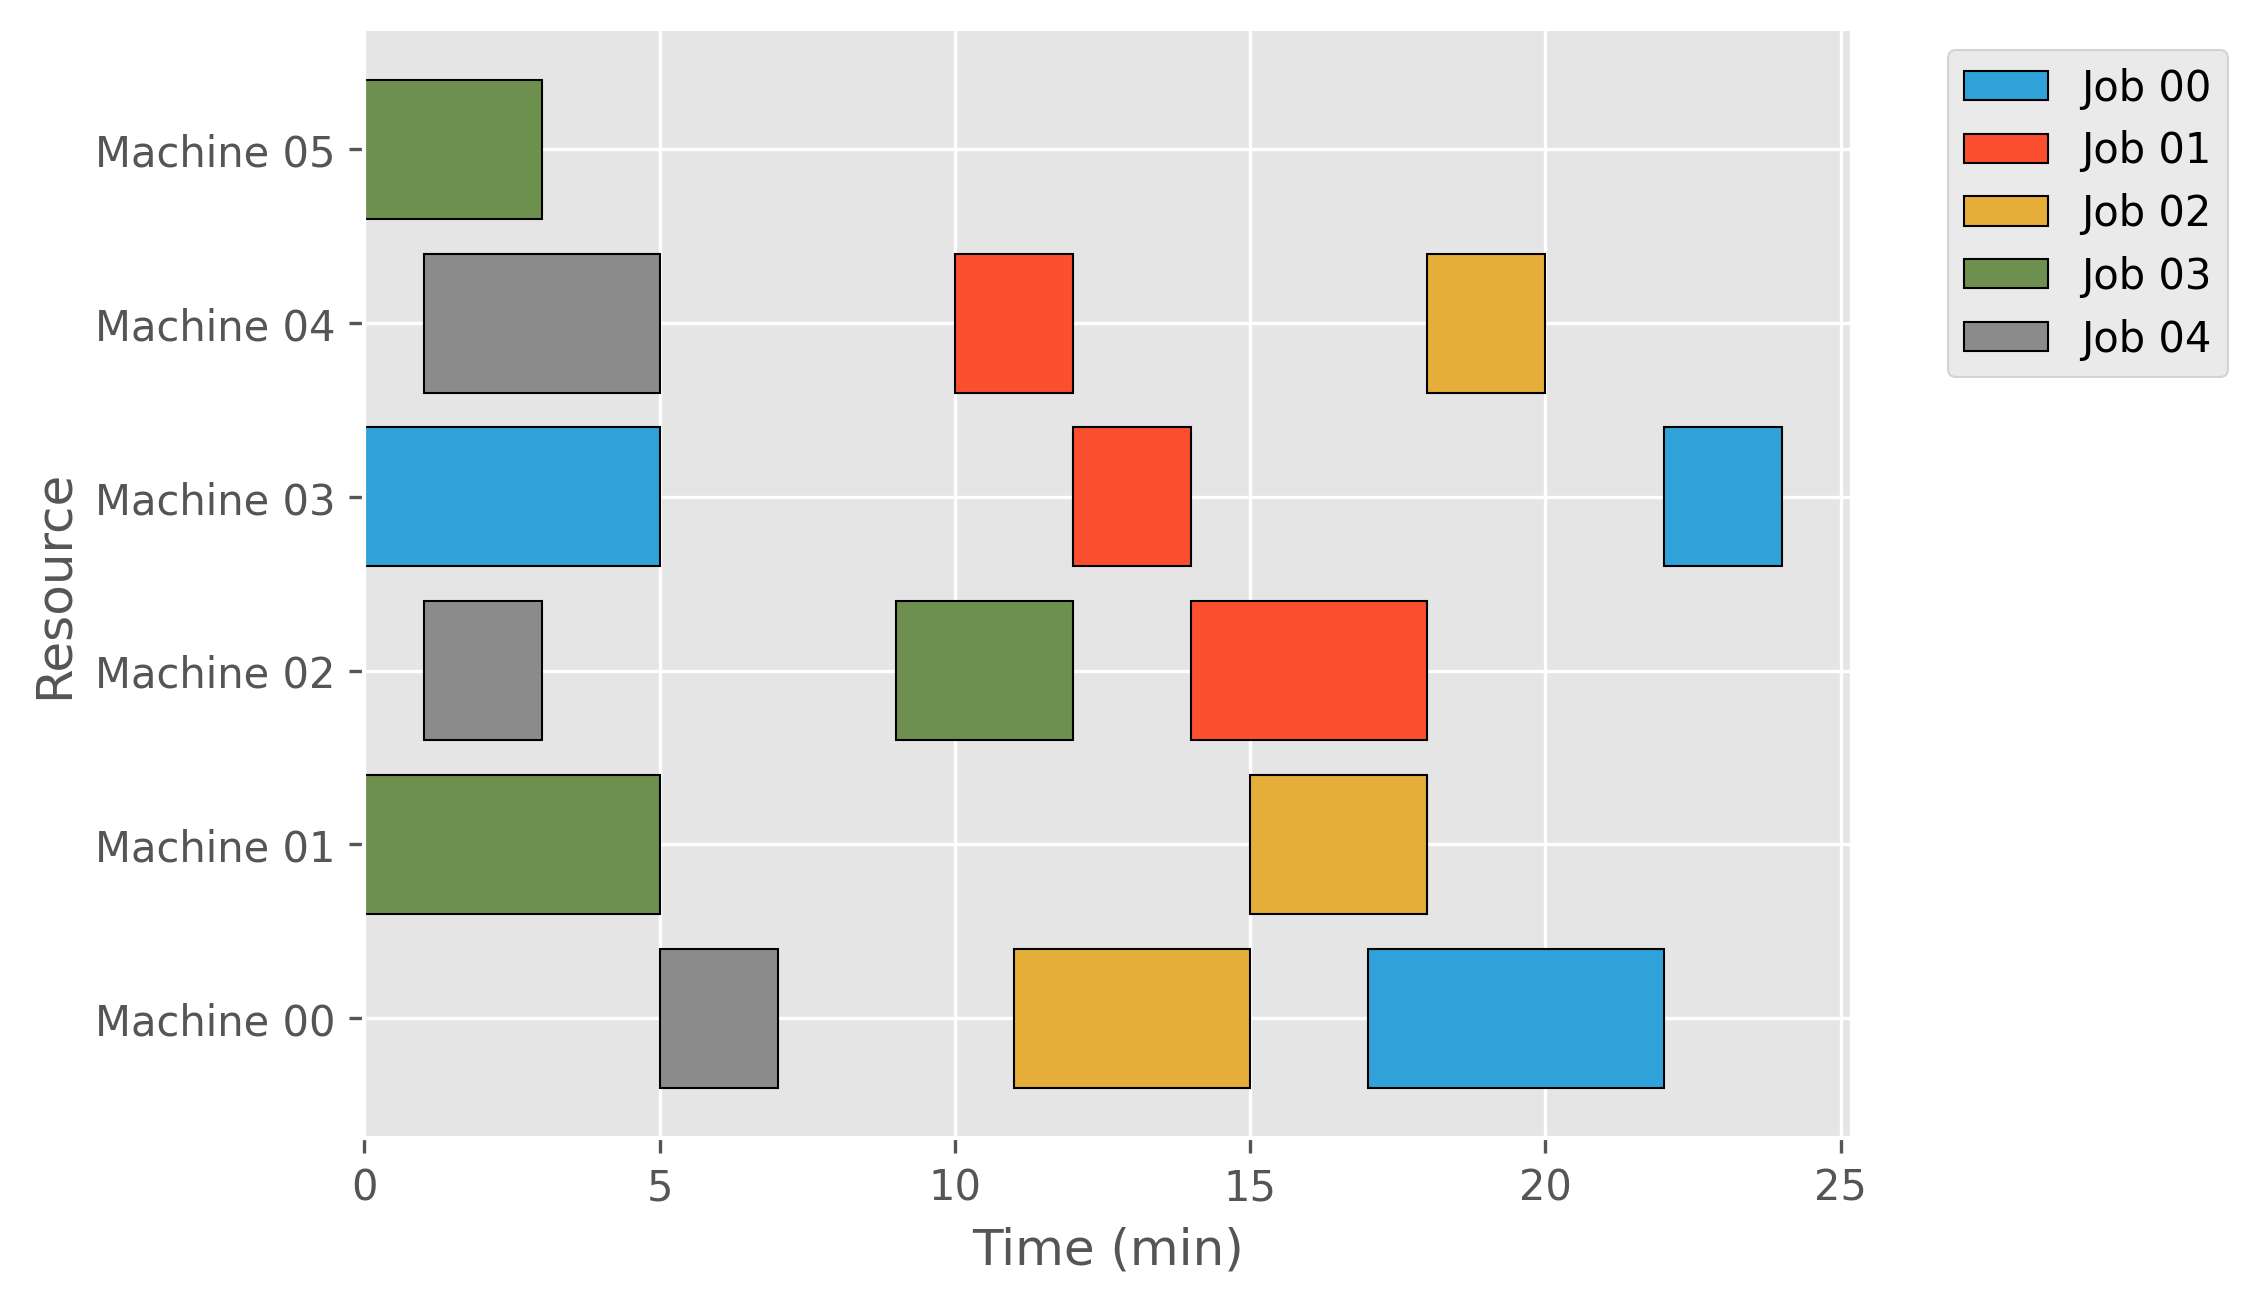 Machine 05
Machine 04
Machine 03
Machine 02
Machine 01
Machine 00
Resource
0 5 10 15 20 25
Time (min)
Job 00
Job 01
Job 02
Job 03
Job 04